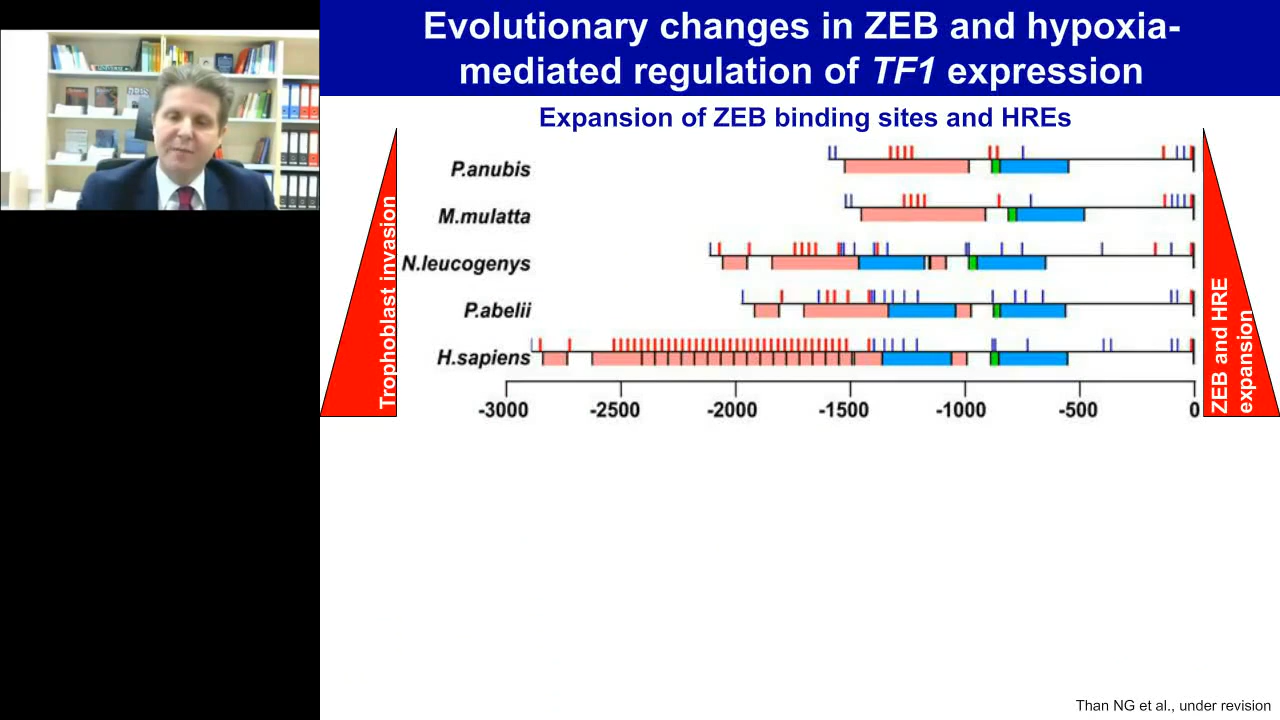 Evolutionary changes in ZEB and hypoxia-
mediated regulation of TF1 expression
Expansion of ZEB binding sites and HREs
P.anubis
M.mulatta
N.leucogenys
P.abelii
H.sapiens
Trophoblast invasion
ZEB and HRE
expansion
-3000 -2500 -2000 -1500 -1000 -500 0
Than NG et al., under revision